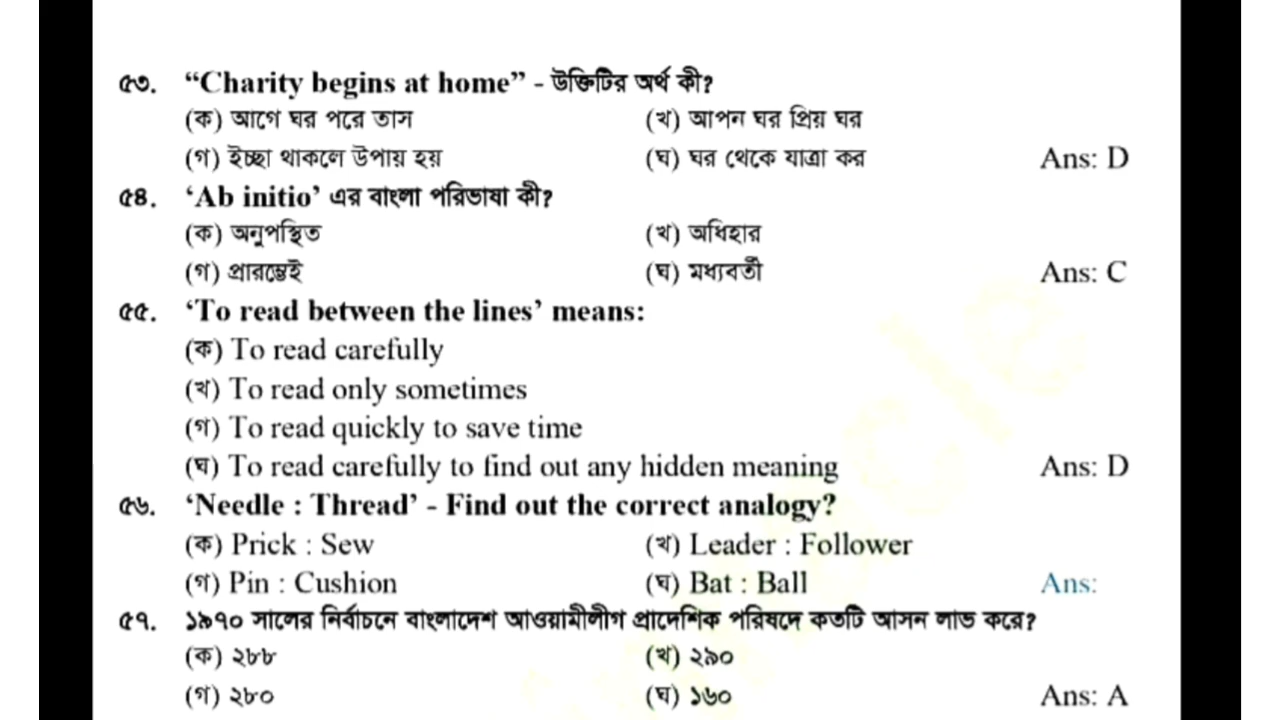 ৫৩. “Charity begins at home” - উক্তিটির অর্থ কী?
(ক) আগে ঘর পরে তাস (খ) আপন ঘর প্রিয় ঘর
(গ) ইচ্ছা থাকলে উপায় হয় (ঘ) ঘর থেকে যাত্রা কর Ans: D
৫৪. ‘Ab initio’ এর বাংলা পরিভাষা কী?
(ক) অনুপস্থিত (খ) অধিহার
(গ) প্রারম্ভেই (ঘ) মধ্যবর্তী Ans: C
৫৫. ‘To read between the lines’ means:
(ক) To read carefully
(খ) To read only sometimes
(গ) To read quickly to save time
(ঘ) To read carefully to find out any hidden meaning Ans: D
৫৬. ‘Needle : Thread’ - Find out the correct analogy?
(ক) Prick : Sew (খ) Leader : Follower
(গ) Pin : Cushion (ঘ) Bat : Ball Ans:
৫৭. ১৯৭০ সালের নির্বাচনে বাংলাদেশ আওয়ামীলীগ প্রাদেশিক পরিষদে কতটি আসন লাভ করে?
(ক) ২৮৮ (খ) ২৯০
(গ) ২৮০ (ঘ) ১৬০ Ans: A